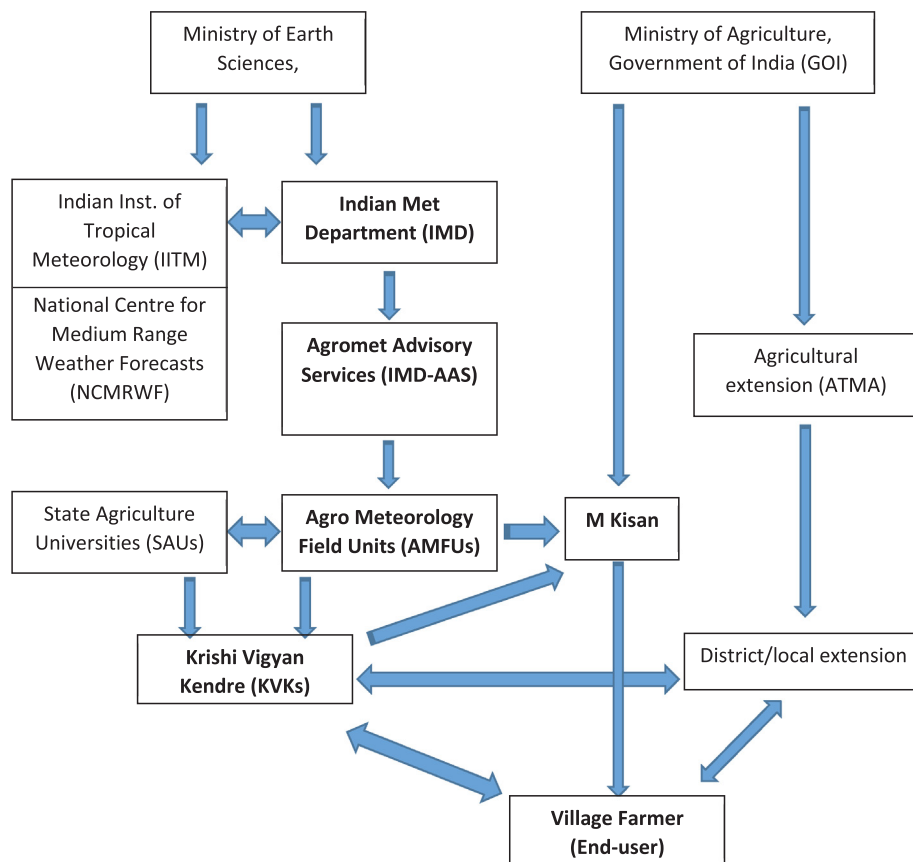 Ministry of Earth
Sciences,
Ministry of Agriculture,
Government of India (GOI)
Indian Inst. of
Tropical
Meteorology (IITM)
Indian Met
Department (IMD)
National Centre for
Medium Range
Weather Forecasts
(NCMRWF)
Agromet Advisory
Services (IMD-AAS)
Agricultural
extension (ATMA)
State Agriculture
Universities (SAUs)
Agro Meteorology
Field Units (AMFUs)
M Kisan
Krishi Vigyan
Kendre (KVKs)
District/local extension
Village Farmer
(End-user)